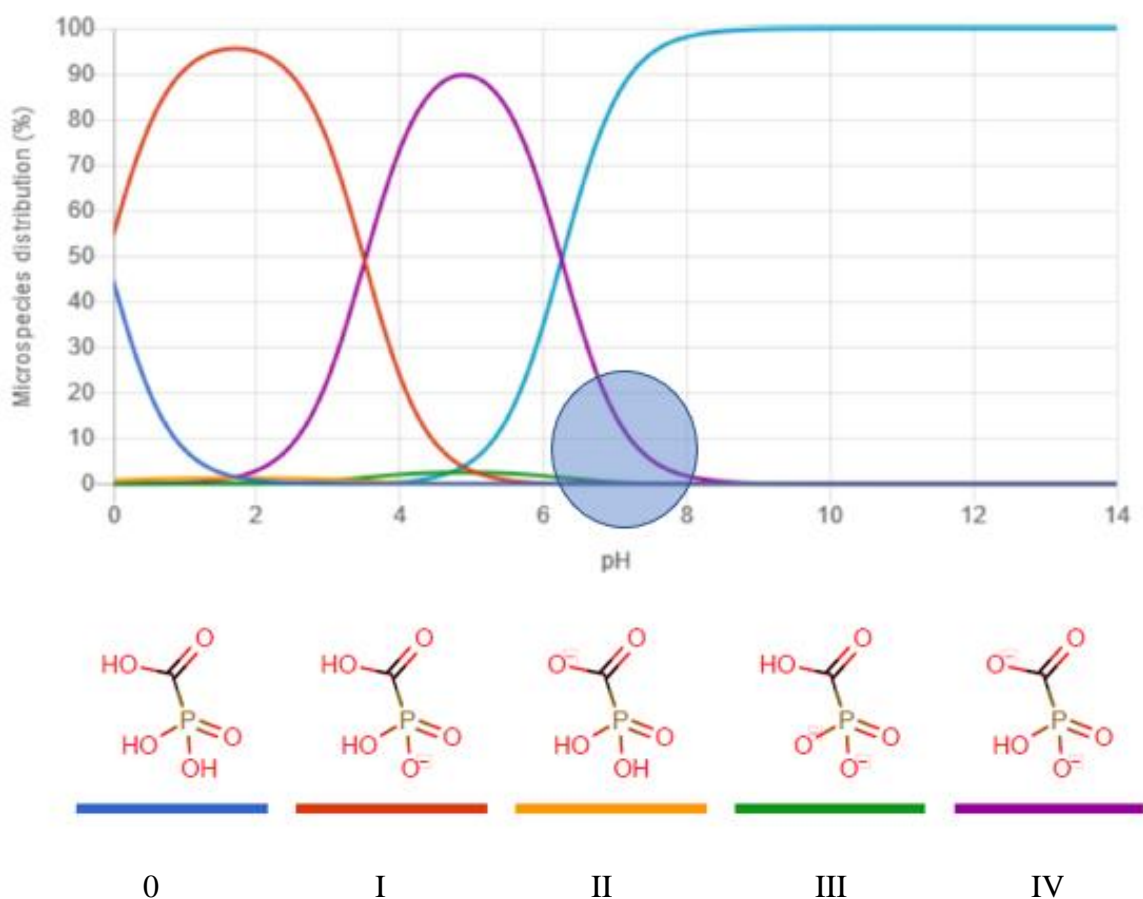 100
90
80
70
60
50
40
30
20
10
0
Microspecies distribution (%)
0 2 4 6 8 10 12 14
pH
HO O P O HO OH
HO O P O HO O⁻
O⁻ O P O HO OH
HO O P O O⁻ O⁻
O⁻ O P O HO O⁻
0 I II III IV